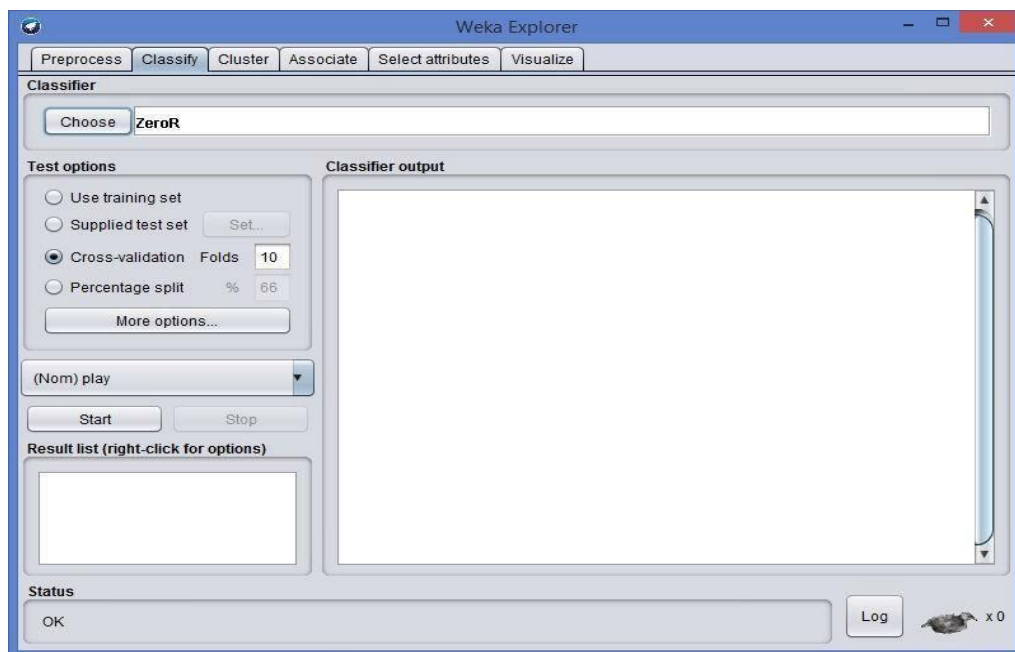 Weka Explorer
Preprocess Classify Cluster Associate Select attributes Visualize
Classifier
Choose ZeroR
Test options
Use training set
Supplied test set Set...
Cross-validation Folds 10
Percentage split % 66
More options...
(Nom) play
Start Stop
Result list (right-click for options)
Classifier output
Status
OK
Log x 0